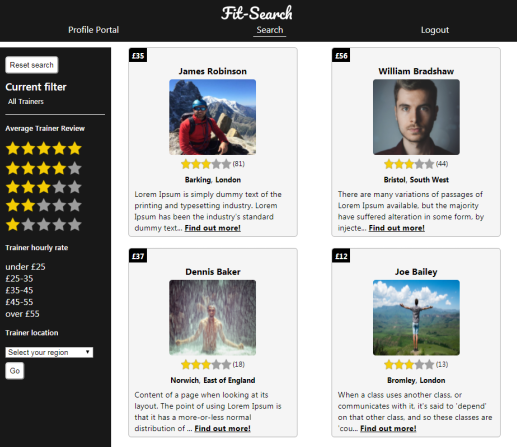 Fit-Search
Profile Portal
Search
Logout
Reset search
Current filter
All Trainers
Average Trainer Review
Trainer hourly rate
under £25
£25-35
£35-45
£45-55
over £55
Trainer location
Select your region
Go
£35
James Robinson
(81)
Barking, London
Lorem Ipsum is simply dummy text of the
printing and typesetting industry. Lorem
Ipsum has been the industry's standard
dummy text... Find out more!
£56
William Bradshaw
(44)
Bristol, South West
There are many variations of passages of
Lorem Ipsum available, but the majority
have suffered alteration in some form, by
injecte... Find out more!
£37
Dennis Baker
(18)
Norwich, East of England
Content of a page when looking at its
layout. The point of using Lorem Ipsum is
that it has a more-or-less normal
distribution of ... Find out more!
£12
Joe Bailey
(13)
Bromley, London
When a class uses another class, or
communicates with it, it's said to 'depend'
on that other class, and so these classes are
'cou... Find out more!